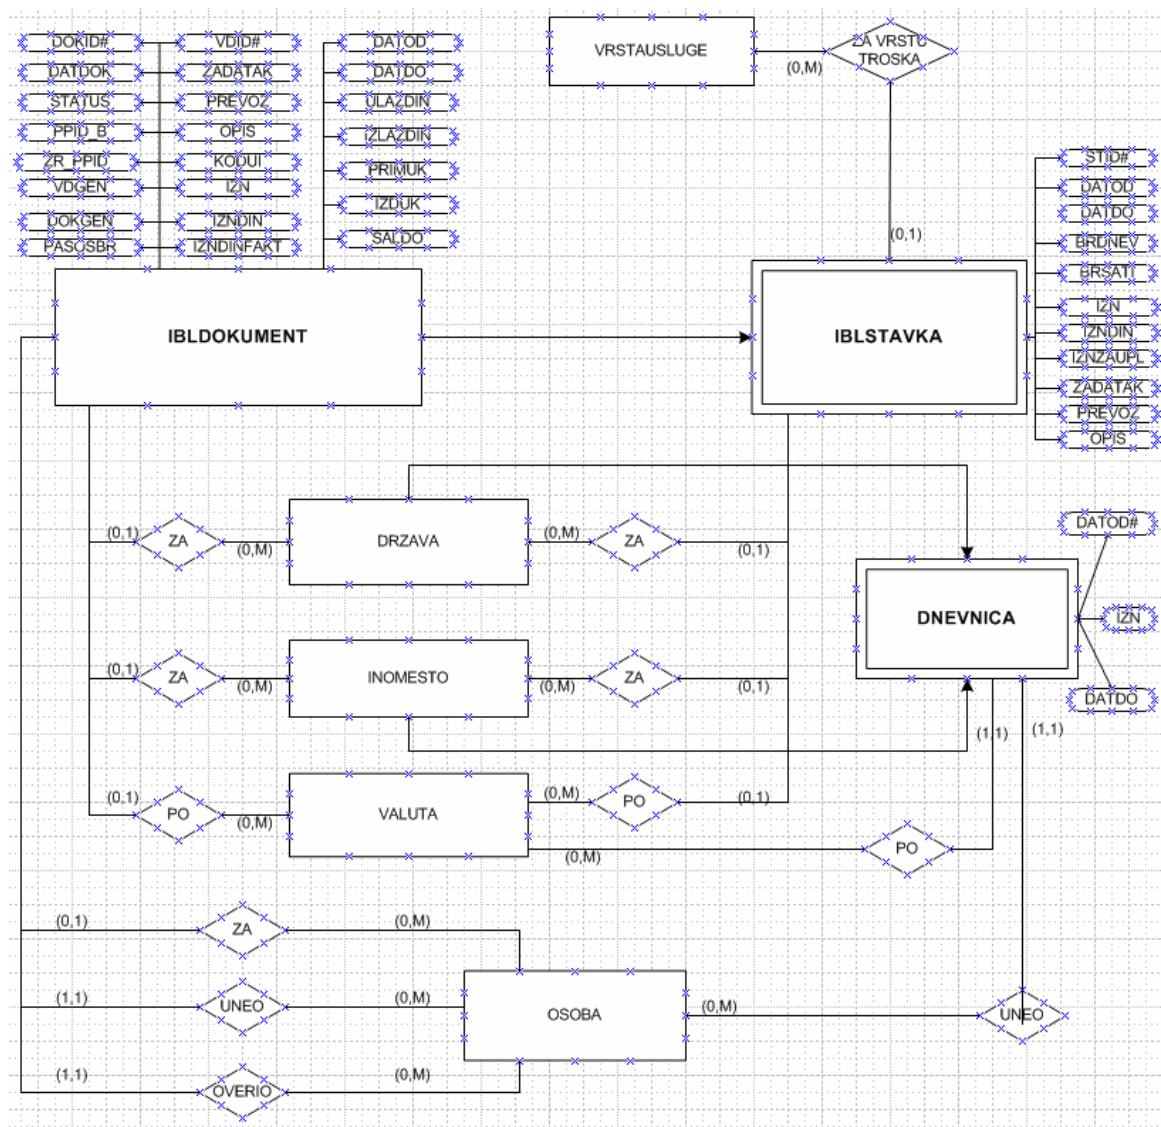 DOKID#
DATDOK
STATUS
PPID_B
ZR_PPID
VDGEN
DOKGEN
PASOSBR
VDID#
ZADATAK
PREVOZ
OPIS
KODUI
IZN
IZNDIN
IZNDINFAKT
DATOD
DATDO
ULAZDIN
IZLAZDIN
PRIMUK
IZDUK
SALDO
VRSTAUSLUGE
(0,M)
ZA VRSTU
TROSKA
(0,1)
IBLDOKUMENT
IBLSTAVKA
STID#
DATOD
DATDO
BRDNEV
BRSATI
IZN
IZNDIN
IZNZAUPL
ZADATAK
PREVOZ
OPIS
(0,1)
ZA
(0,M)
DRZAVA
(0,M)
ZA
(0,1)
DATOD#
DNEVNICA
IZN
DATDO
(0,1)
ZA
(0,M)
INOMESTO
(0,M)
ZA
(0,1)
(1,1)
(1,1)
(0,1)
PO
(0,M)
VALUTA
(0,M)
PO
(0,1)
(0,M)
PO
(0,1)
ZA
(0,M)
(1,1)
UNEO
(0,M)
OSOBA
(0,M)
UNEO
(1,1)
OVERIO
(0,M)